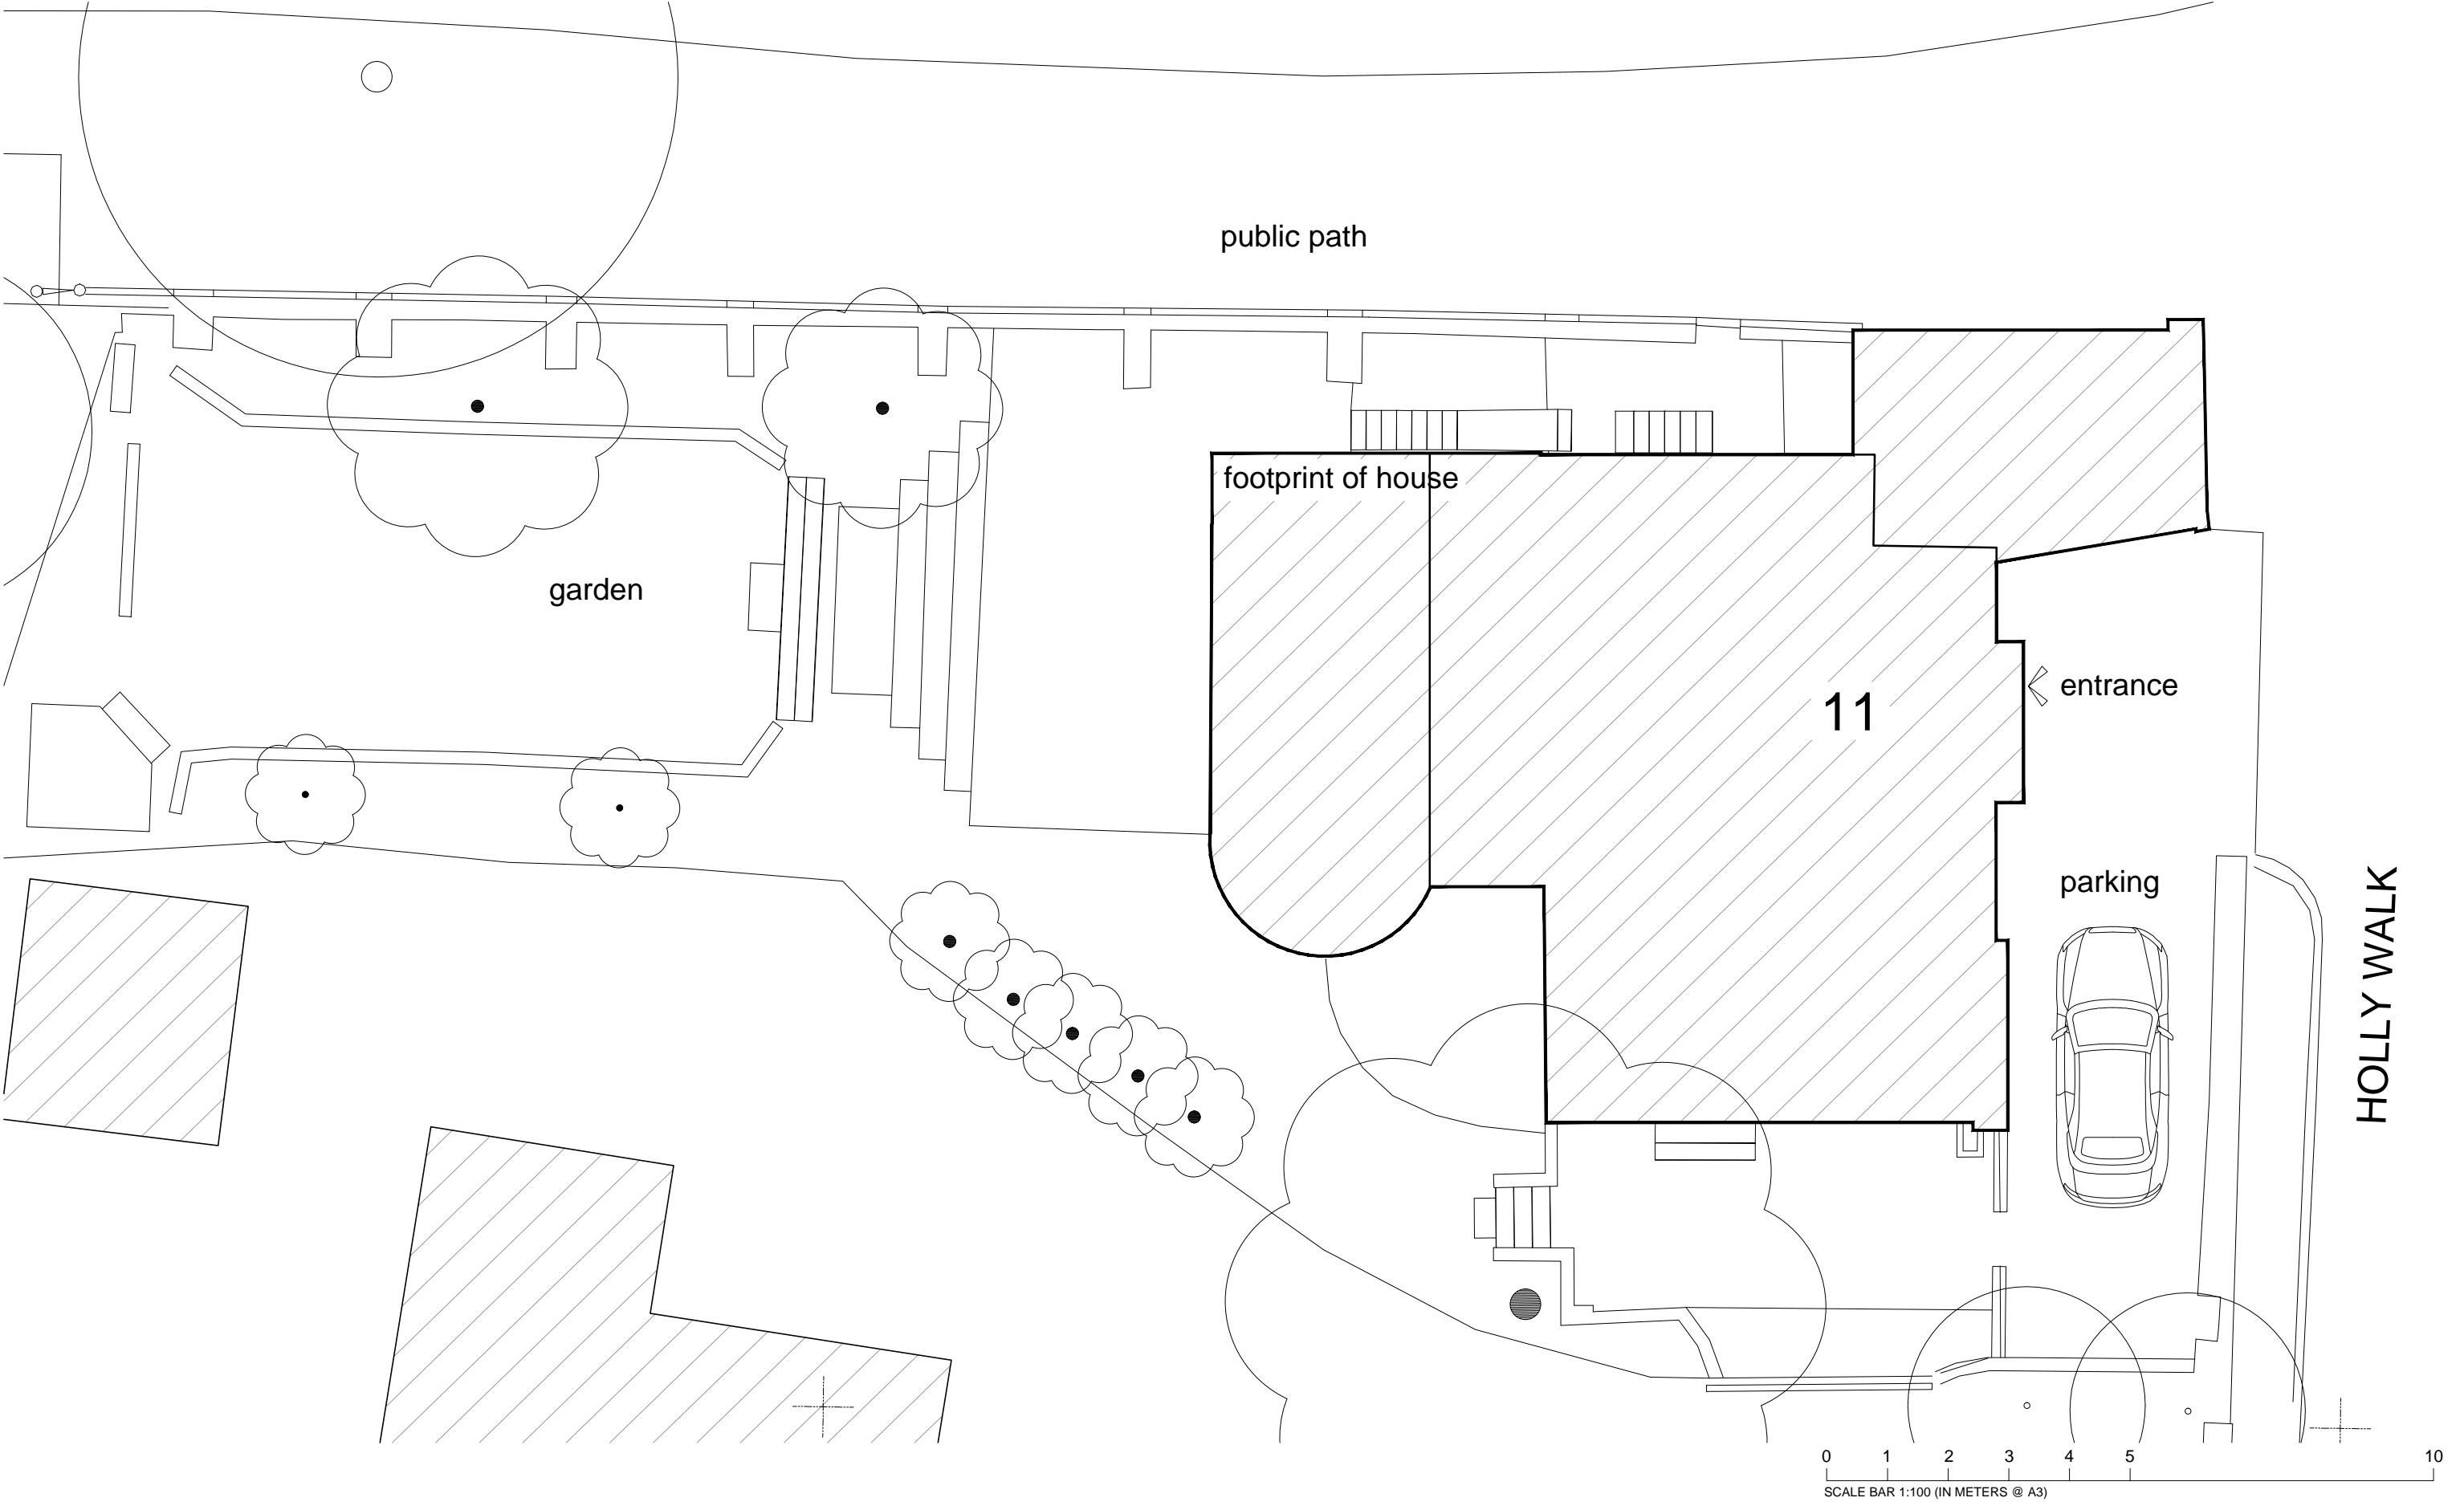 public path
footprint of house
garden
11
entrance
parking
HOLLY WALK
0 1 2 3 4 5 10
SCALE BAR 1:100 (IN METERS @ A3)